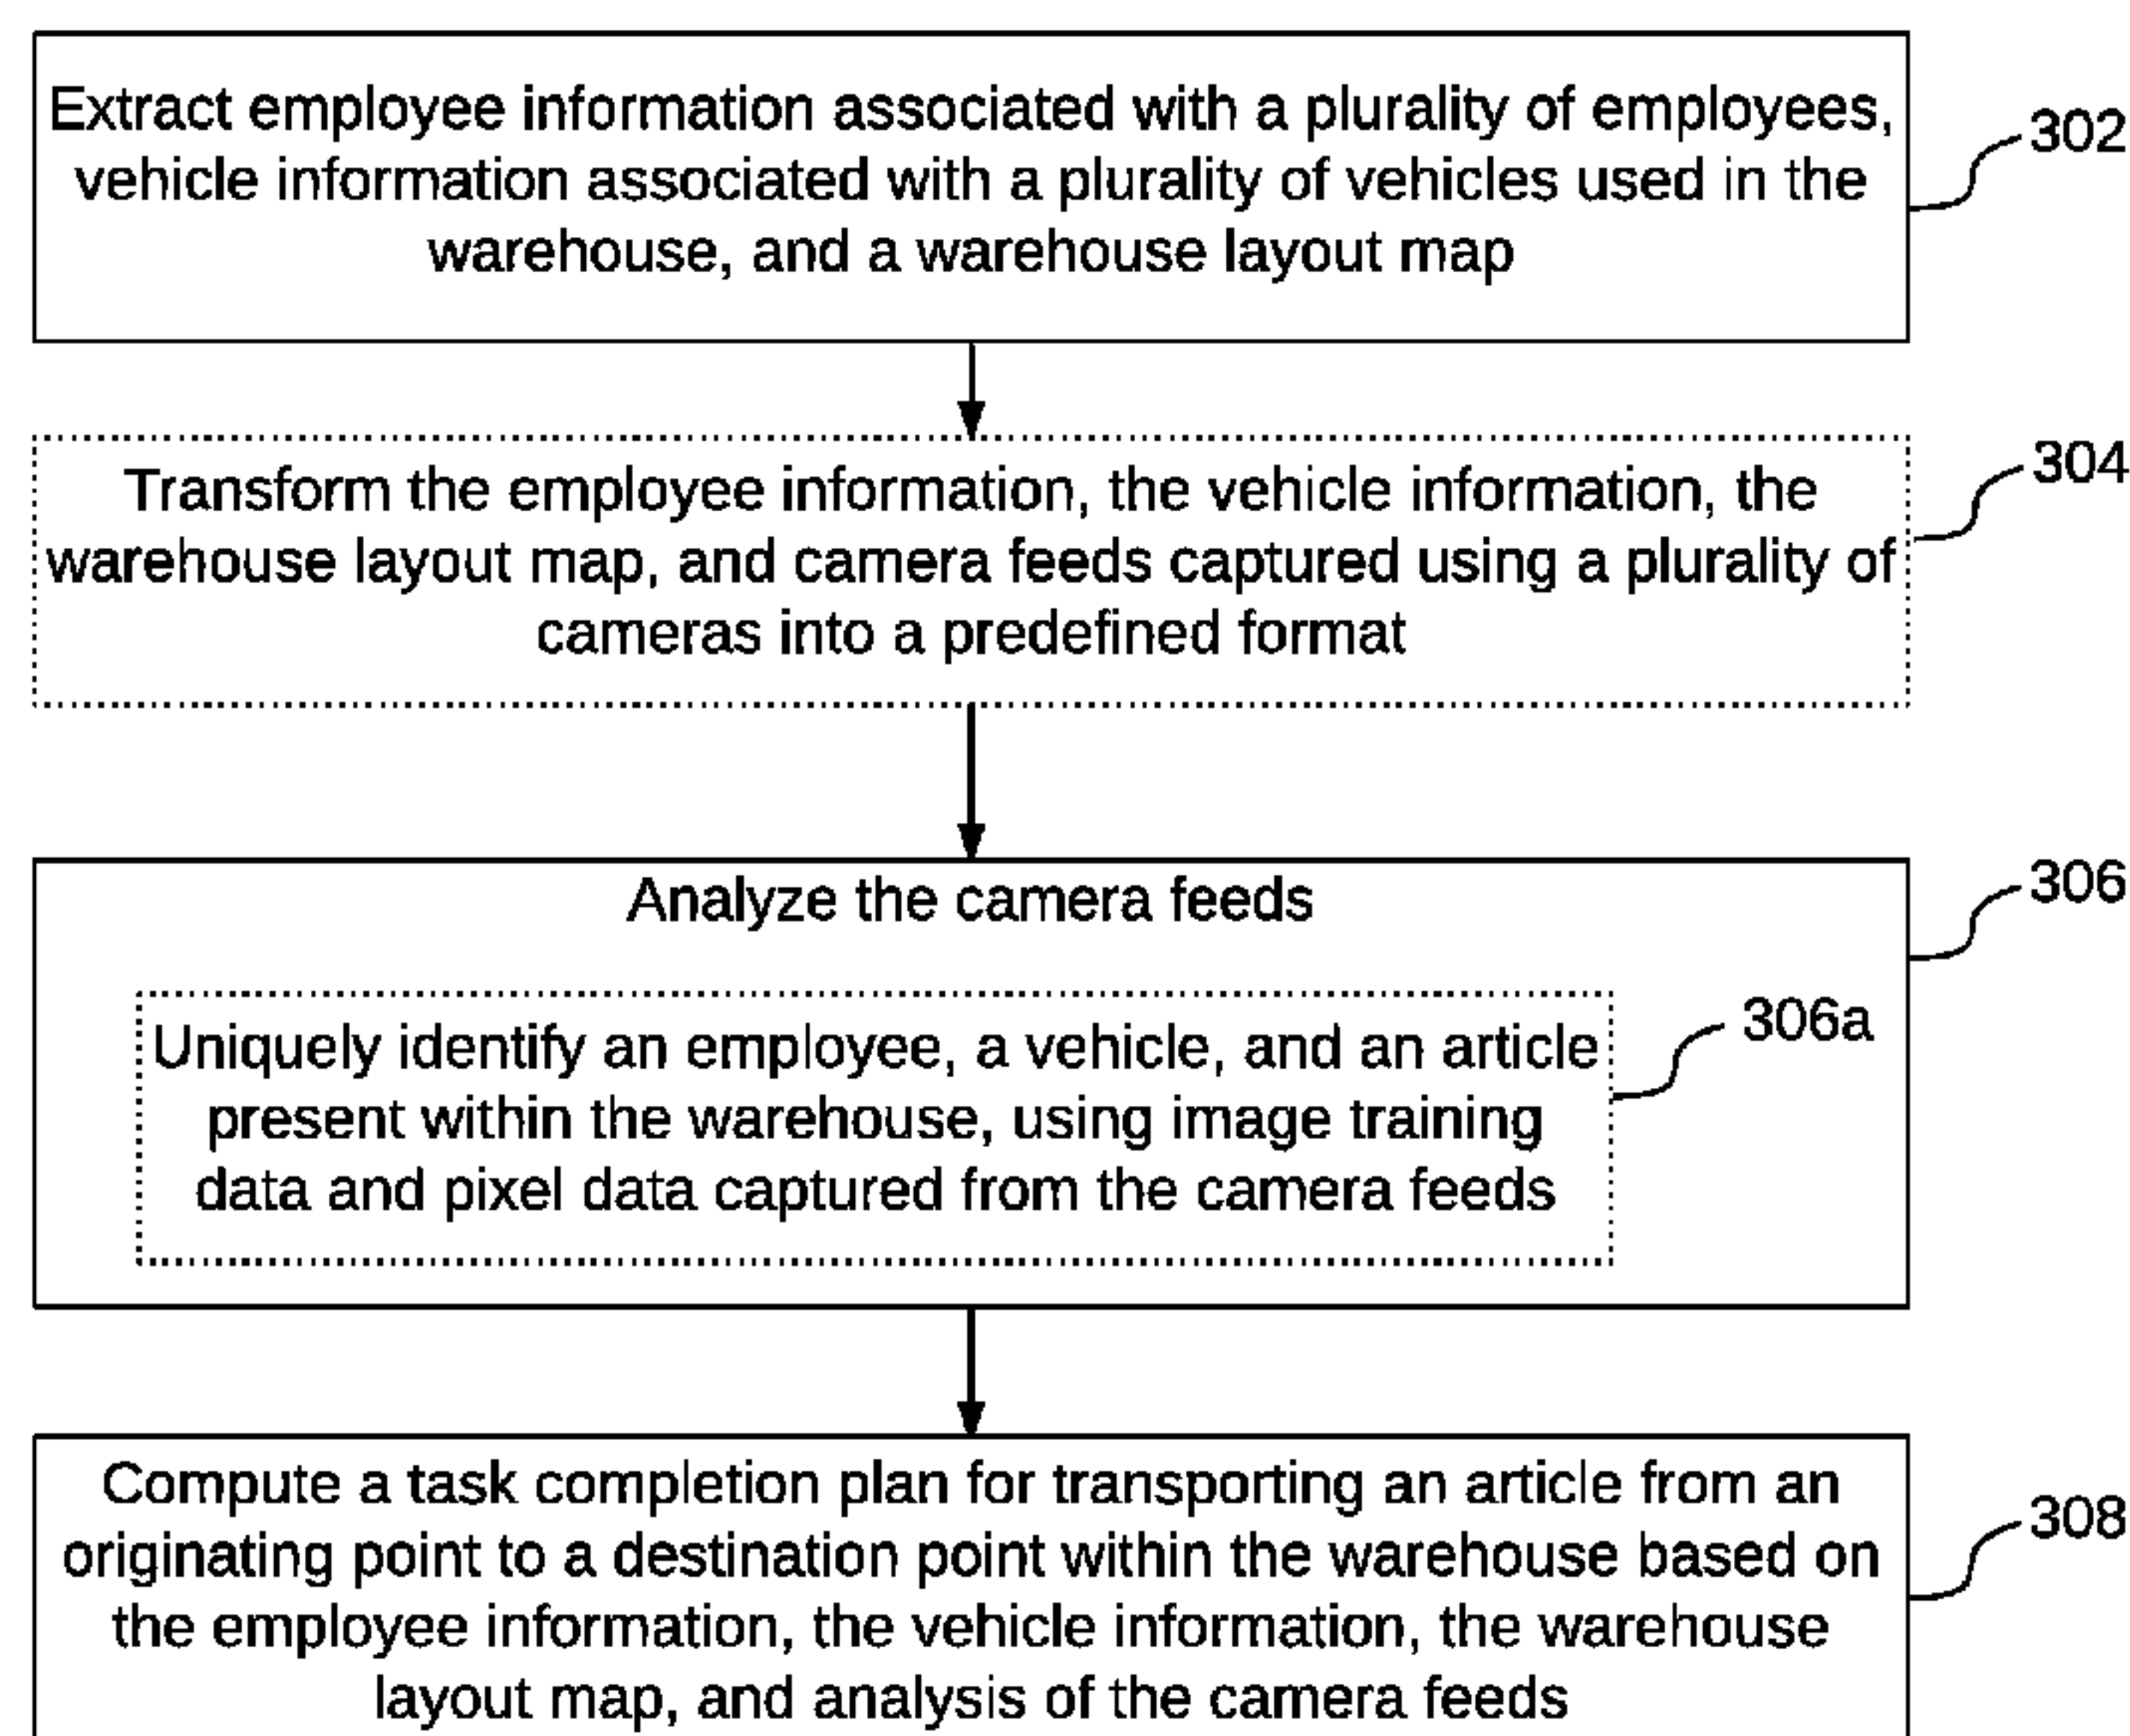 Extract employee information associated with a plurality of employees,
vehicle information associated with a plurality of vehicles used in the
warehouse, and a warehouse layout map
302
Transform the employee information, the vehicle information, the
warehouse layout map, and camera feeds captured using a plurality of
cameras into a predefined format
304
Analyze the camera feeds
306
Uniquely identify an employee, a vehicle, and an article
present within the warehouse, using image training
data and pixel data captured from the camera feeds
306a
Compute a task completion plan for transporting an article from an
originating point to a destination point within the warehouse based on
the employee information, the vehicle information, the warehouse
layout map, and analysis of the camera feeds
308